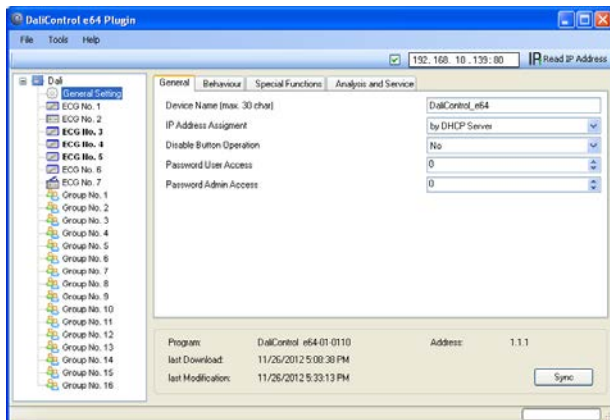 DaliControl e64 Plugin
File Tools Help
192. 168. 10 . 139 : 80 IP Read IP Address
Dali
General Setting
ECG No. 1
ECG No. 2
ECG No. 3
ECG No. 4
ECG No. 5
ECG No. 6
ECG No. 7
Group No. 1
Group No. 2
Group No. 3
Group No. 4
Group No. 5
Group No. 6
Group No. 7
Group No. 8
Group No. 9
Group No. 10
Group No. 11
Group No. 12
Group No. 13
Group No. 14
Group No. 15
Group No. 16
General Behaviour Special Functions Analysis and Service
Device Name (max. 30 char) DaliControl_e64
IP Address Assigment by DHCP Server
Disable Button Operation No
Password User Access 0
Password Admin Access 0
Program: DaliControl e64-01-0110 Address: 1.1.1
last Download: 11/26/2012 5:08:38 PM
last Modification: 11/26/2012 5:33:13 PM
Sync